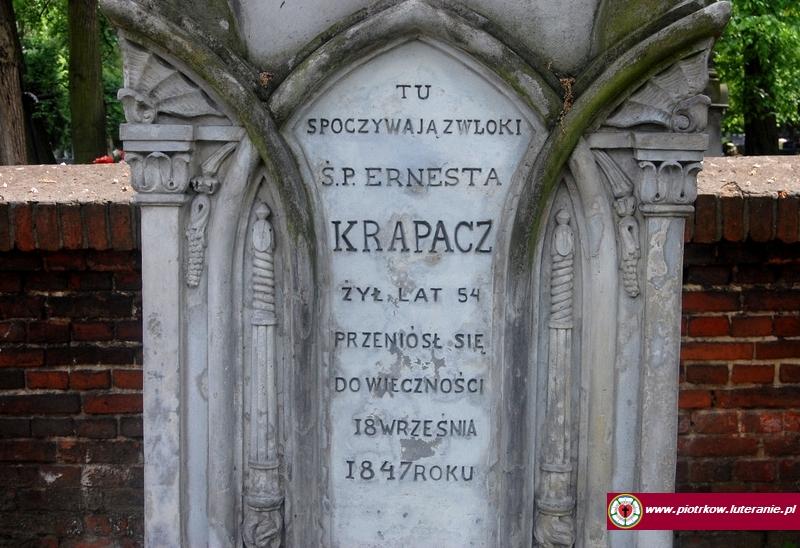 TU
SPOCZYWAJĄ ZWŁOKI
Ś.P. ERNESTA
KRAPACZ
ŻYŁ LAT 54
PRZENIÓSŁ SIĘ
DO WIECZNOŚCI
18 WRZEŚNIA
1847 ROKU
www.piotrkow.luteranie.pl